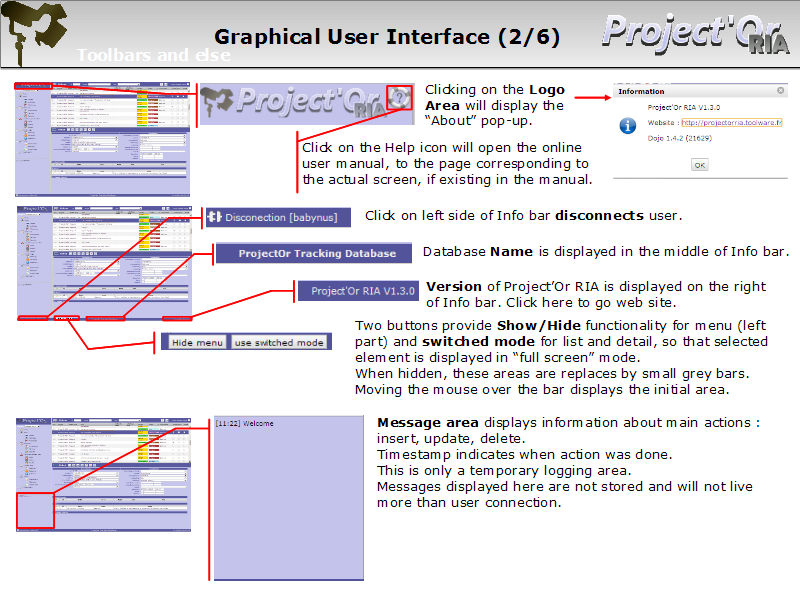 Graphical User Interface (2/6)
Toolbars and else
Project'Or
RIA
Project'Or
RIA
?
Clicking on the Logo
Area will display the
“About” pop-up.
Information
Project'Or RIA V1.3.0
Website : http://projectorria.toolware.fr
Dojo 1.4.2 (21629)
OK
Click on the Help icon will open the online
user manual, to the page corresponding to
the actual screen, if existing in the manual.
Disconection [babynus]
Click on left side of Info bar disconnects user.
ProjectOr Tracking Database
Database Name is displayed in the middle of Info bar.
Project'Or RIA V1.3.0
Version of Project’Or RIA is displayed on the right
of Info bar. Click here to go web site.
Hide menu
use switched mode
Two buttons provide Show/Hide functionality for menu (left
part) and switched mode for list and detail, so that selected
element is displayed in “full screen” mode.
When hidden, these areas are replaces by small grey bars.
Moving the mouse over the bar displays the initial area.
[11:22] Welcome
Message area displays information about main actions :
insert, update, delete.
Timestamp indicates when action was done.
This is only a temporary logging area.
Messages displayed here are not stored and will not live
more than user connection.